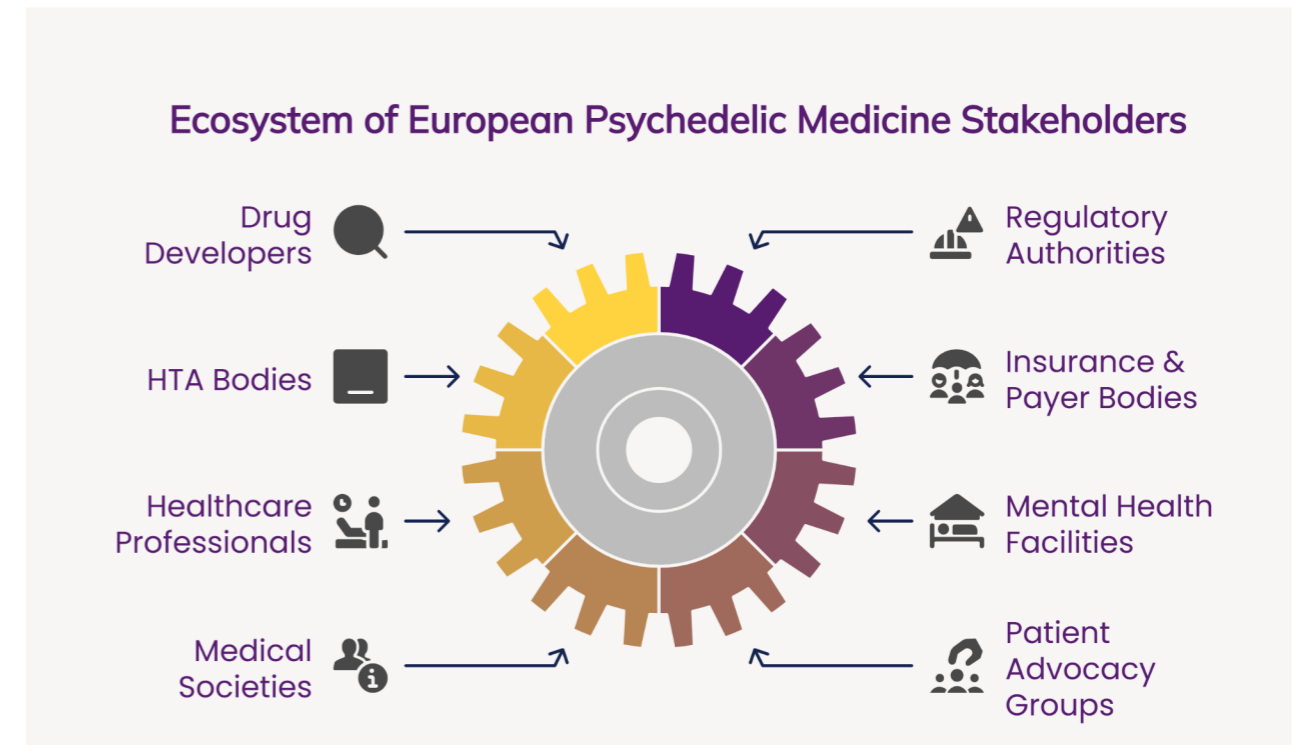 Ecosystem of European Psychedelic Medicine Stakeholders
Drug
Developers
HTA Bodies
Healthcare
Professionals
Medical
Societies
Regulatory
Authorities
Insurance &
Payer Bodies
Mental Health
Facilities
Patient
Advocacy
Groups